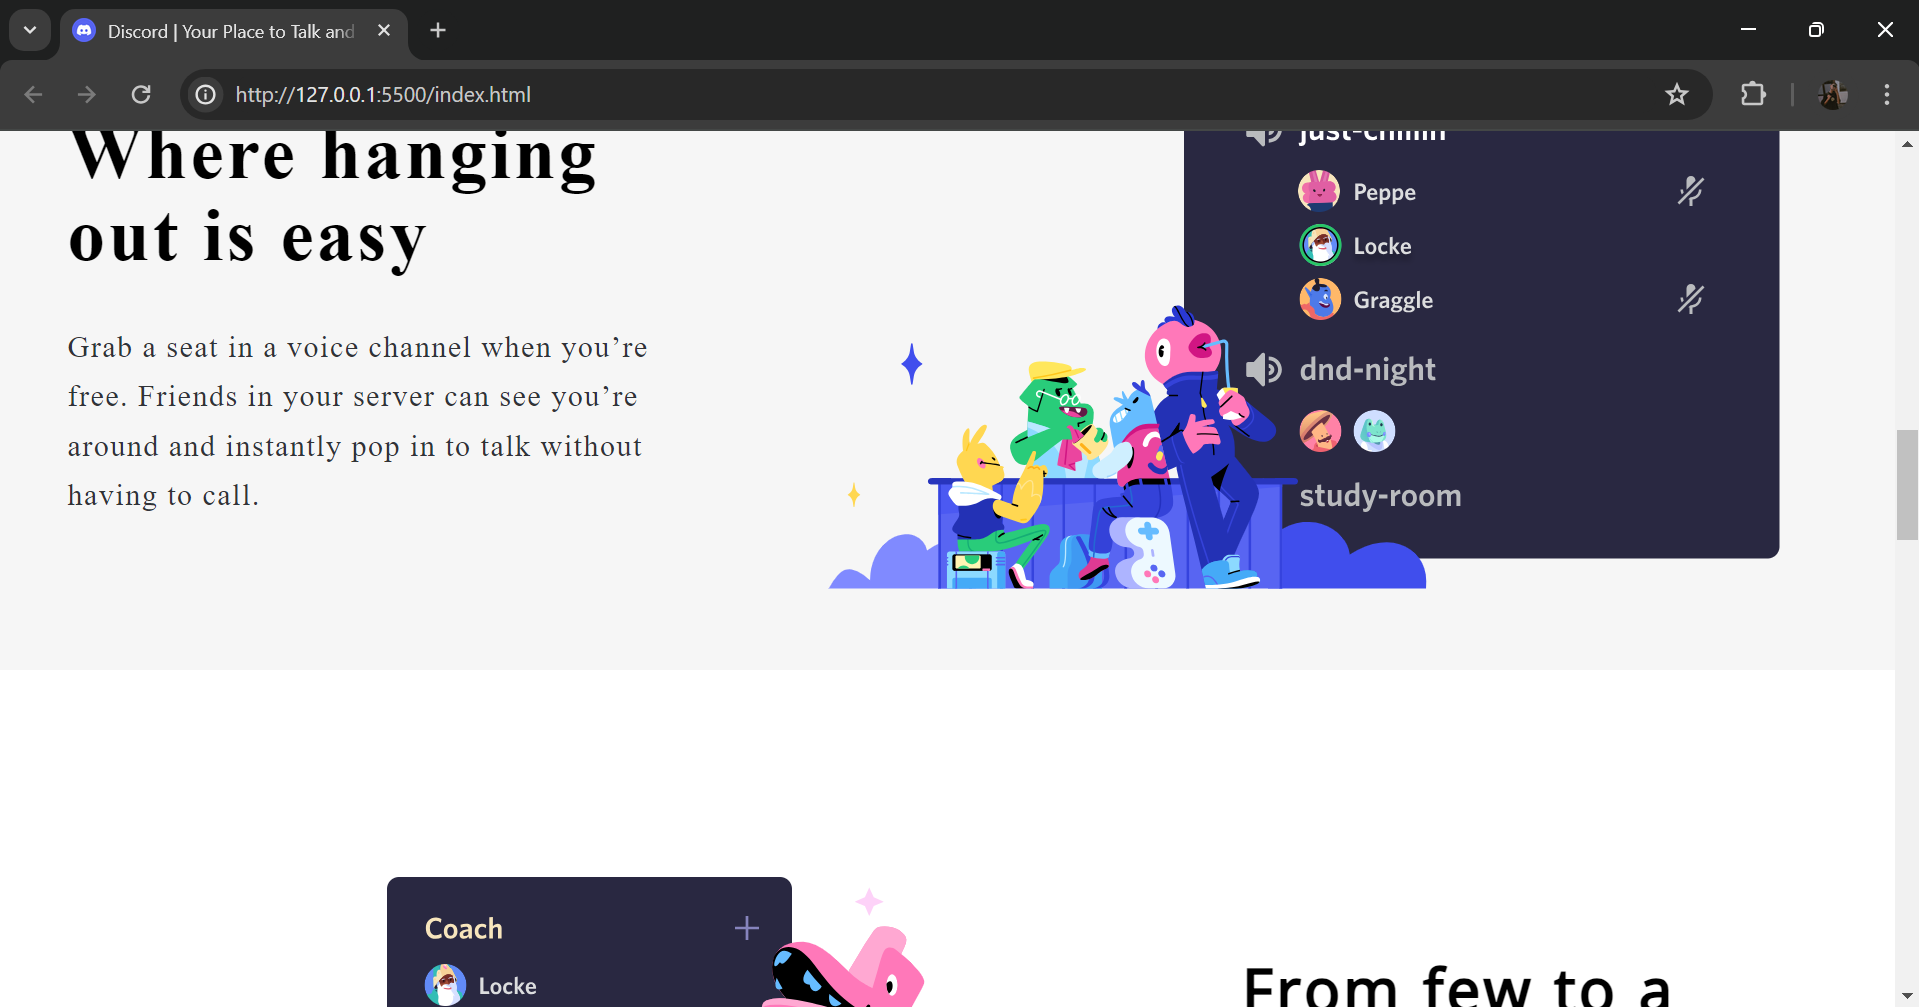 Discord | Your Place to Talk and
http://127.0.0.1:5500/index.html
Where hanging
out is easy
Grab a seat in a voice channel when you’re
free. Friends in your server can see you’re
around and instantly pop in to talk without
having to call.
just-chillin
Peppe
Locke
Graggle
dnd-night
study-room
Coach
Locke
From few to a